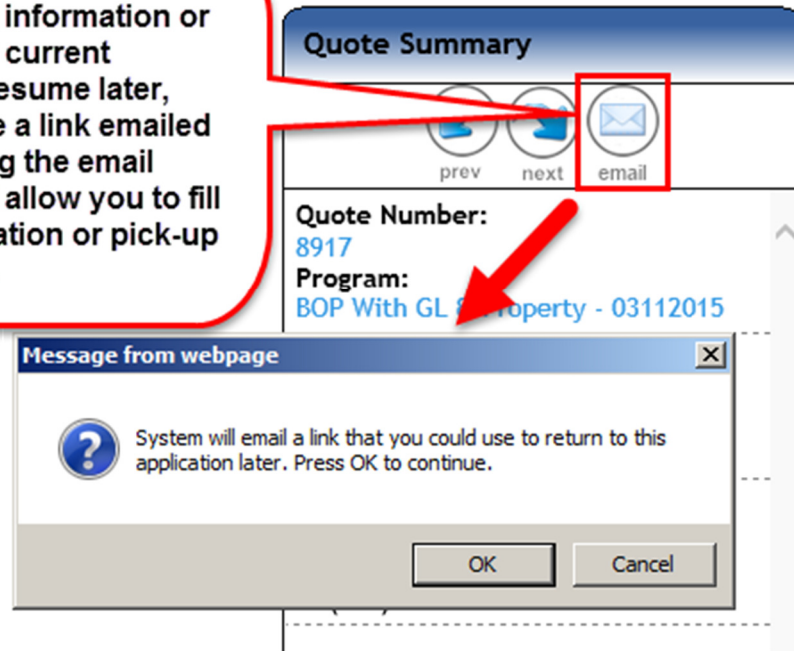 information or
current
esume later,
e a link emailed
g the email
allow you to fill
ation or pick-up
Quote Summary
prev next email
Quote Number:
8917
Program:
BOP With GL & Property - 03112015
Message from webpage
System will email a link that you could use to return to this
application later. Press OK to continue.
OK Cancel